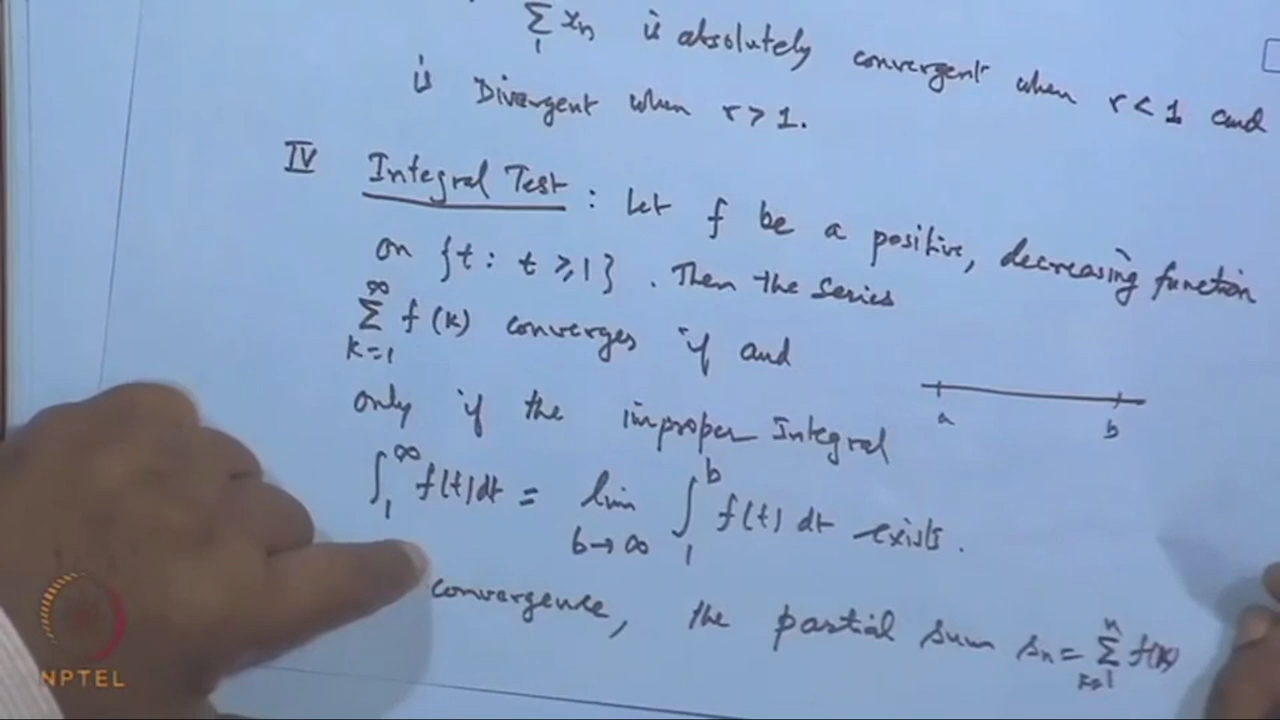 ∑ xn is absolutely convergent when r < 1 and
1
is Divergent when r > 1.
IV Integral Test : Let f be a positive, decreasing function
on {t : t ≥ 1} . Then the series
∞
∑ f(k) converges if and
k=1
only if the improper Integral
a b
∫₁^∞ f(t) dt = lim ∫₁^b f(t) dt exists.
b→∞
convergence, the partial sum sn = ∑ f(k)
n
k=1
NPTEL